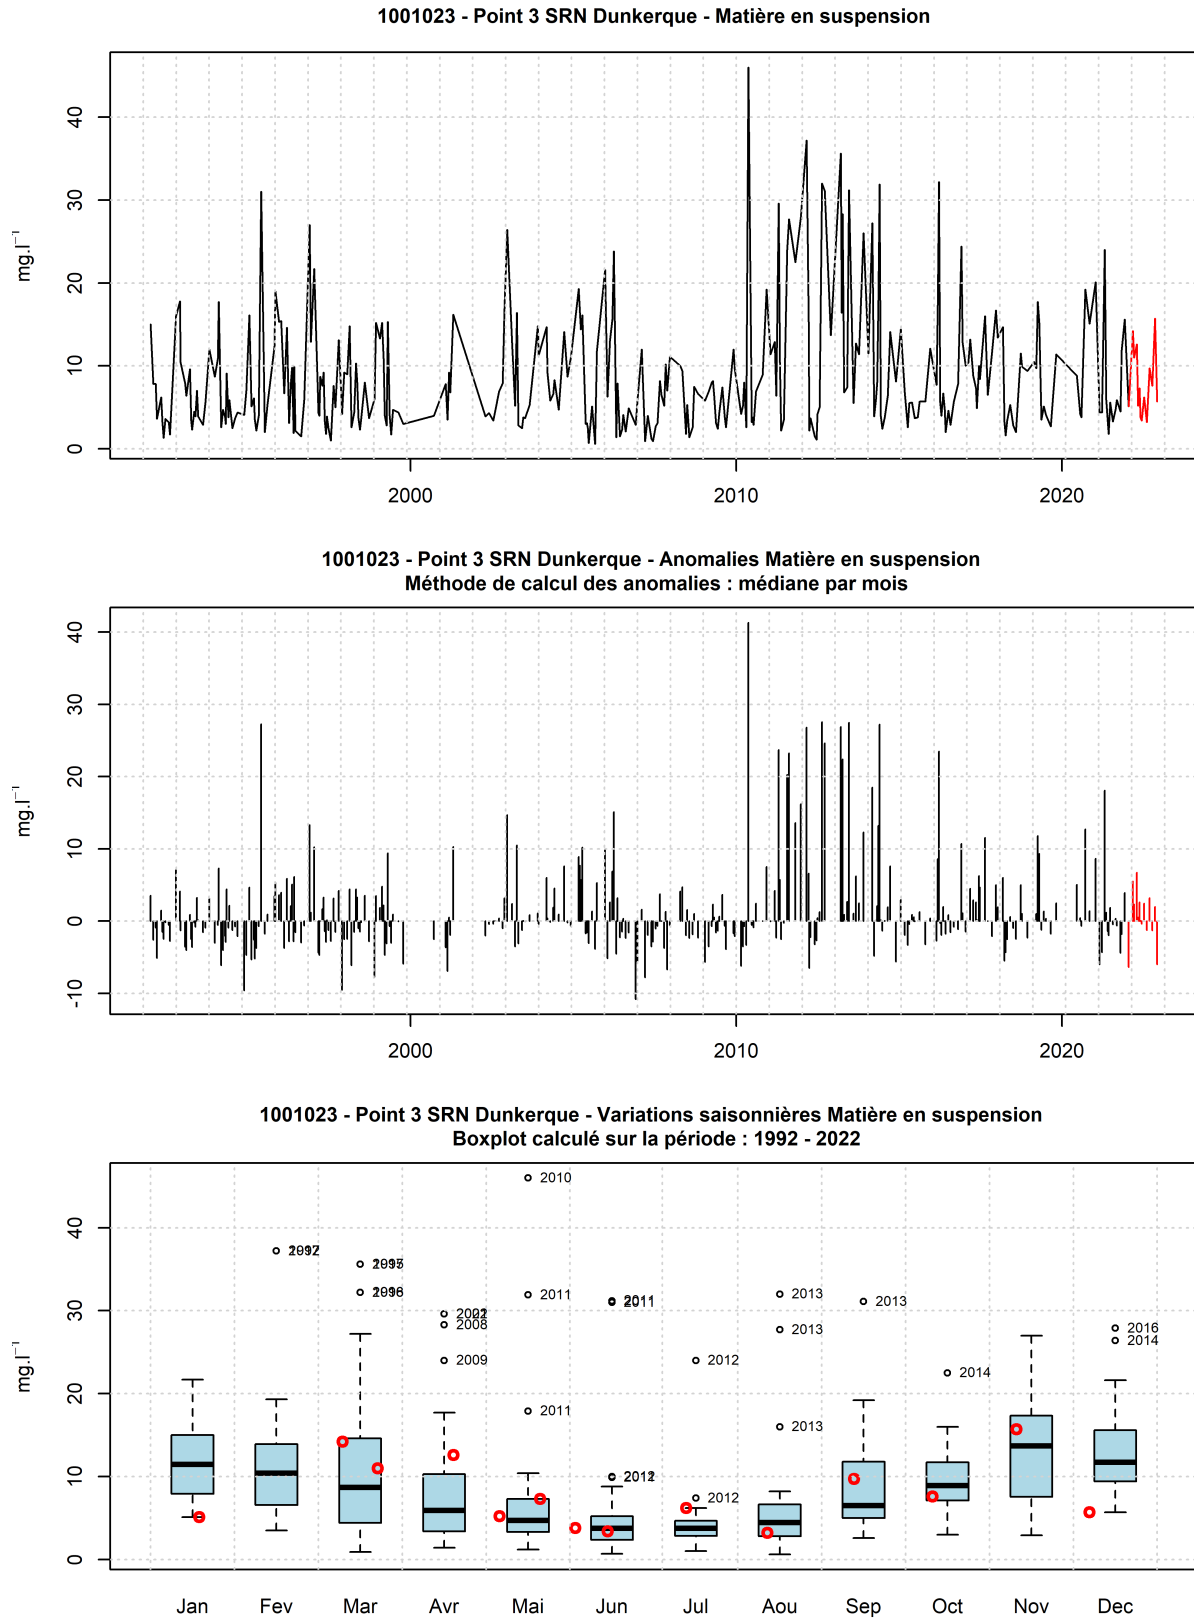 1001023 - Point 3 SRN Dunkerque - Matière en suspension
40
30
20
10
0
mg.l⁻¹
2000 2010 2020
1001023 - Point 3 SRN Dunkerque - Anomalies Matière en suspension
Méthode de calcul des anomalies : médiane par mois
40
30
20
10
0
-10
mg.l⁻¹
2000 2010 2020
1001023 - Point 3 SRN Dunkerque - Variations saisonnières Matière en suspension
Boxplot calculé sur la période : 1992 - 2022
40
30
20
10
0
mg.l⁻¹
2010
2008
2009
2011
2011
2011
2012
2012
2012
2013
2013
2013
2013
2014
2016
2014
Jan Fev Mar Avr Mai Jun Jul Aou Sep Oct Nov Dec